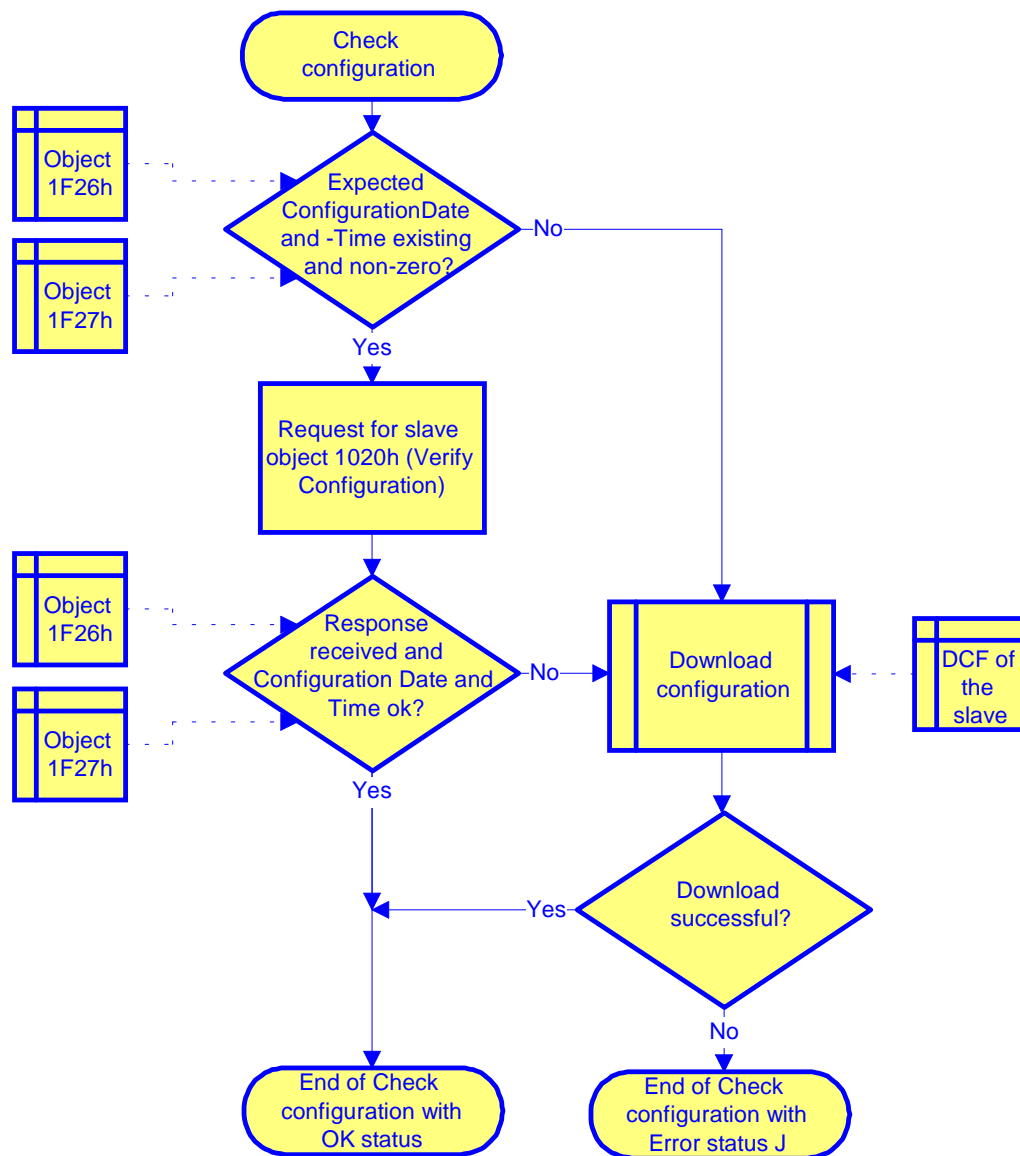 Check
configuration
Object
1F26h
Expected
ConfigurationDate
and -Time existing
and non-zero?
No
Object
1F27h
Yes
Request for slave
object 1020h (Verify
Configuration)
Object
1F26h
Response
received and
Configuration Date and
Time ok?
No
Download
configuration
DCF of
the
slave
Object
1F27h
Yes
Download
successful?
Yes
No
End of Check
configuration with
OK status
End of Check
configuration with
Error status J